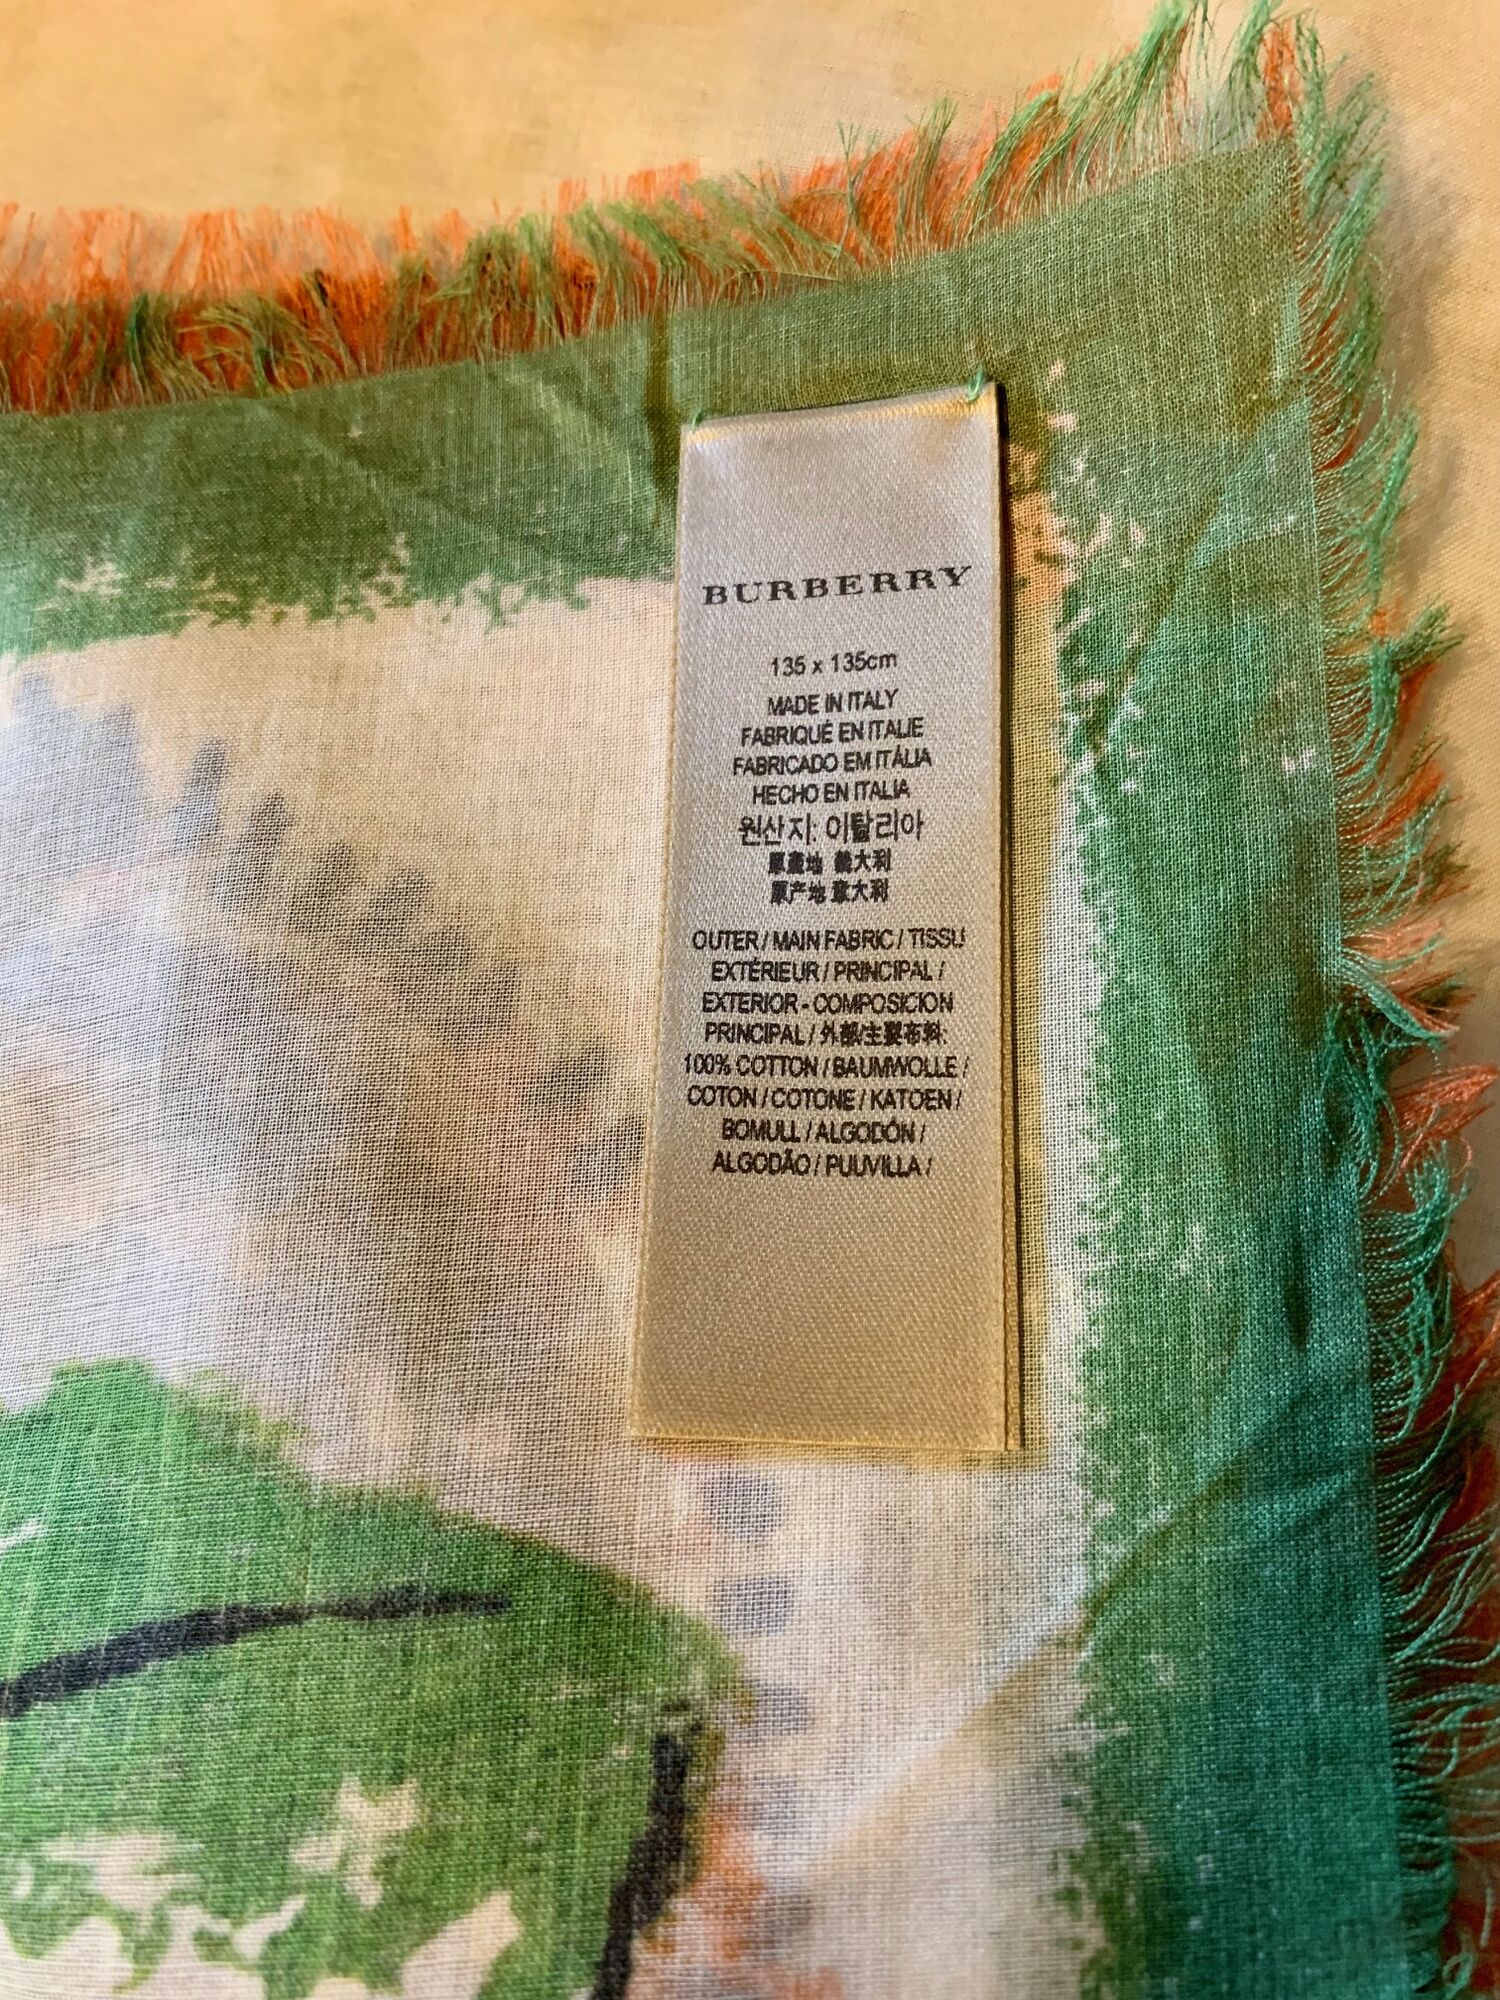 BURBERRY
135 x 135cm
MADE IN ITALY
FABRIQUÉ EN ITALIE
FABRICADO EM ITÁLIA
HECHO EN ITALIA
원산지: 이탈리아
原產地 義大利
原产地 意大利
OUTER / MAIN FABRIC / TISSU
EXTÉRIEUR / PRINCIPAL /
EXTERIOR - COMPOSICION
PRINCIPAL / 外部/主要布料:
100% COTTON / BAUMWOLLE /
COTON / COTONE / KATOEN /
BOMULL / ALGODÓN /
ALGODÃO / PUUVILLA /